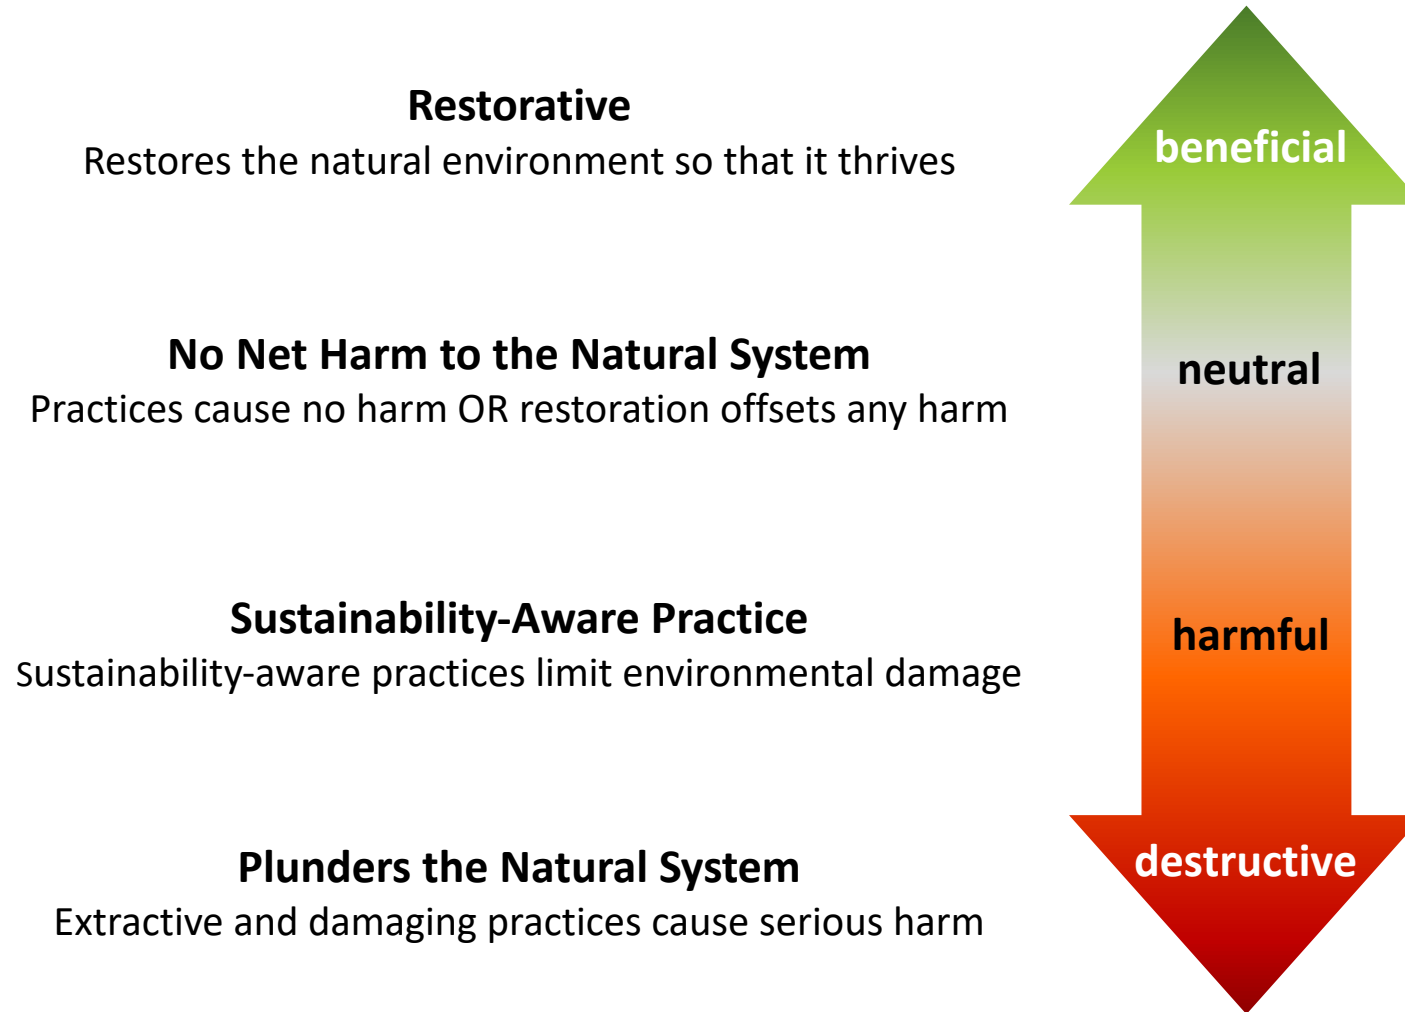 Restorative
Restores the natural environment so that it thrives
beneficial
No Net Harm to the Natural System
Practices cause no harm OR restoration offsets any harm
neutral
Sustainability-Aware Practice
Sustainability-aware practices limit environmental damage
harmful
Plunders the Natural System
Extractive and damaging practices cause serious harm
destructive